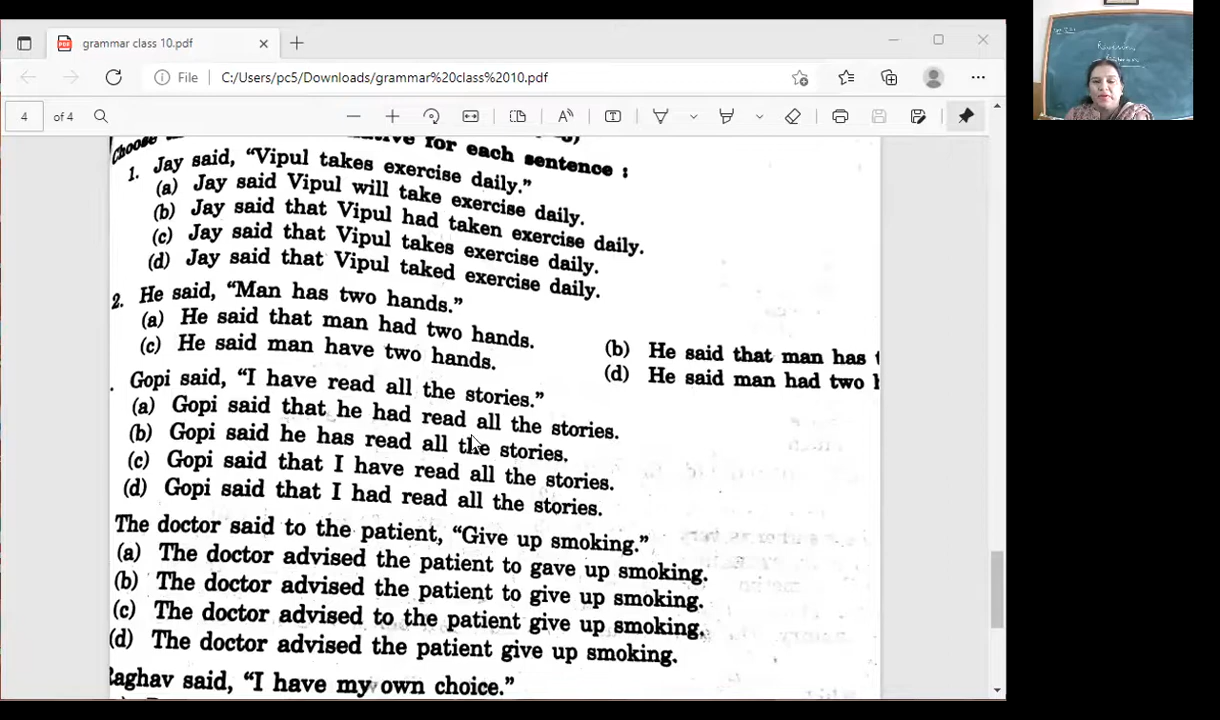 grammar class 10.pdf
File C:/Users/pc5/Downloads/grammar%20class%2010.pdf
4 of 4
Choose for each sentence :
1. Jay said, "Vipul takes exercise daily."
(a) Jay said Vipul will take exercise daily.
(b) Jay said that Vipul had taken exercise daily.
(c) Jay said that Vipul takes exercise daily.
(d) Jay said that Vipul taked exercise daily.
2. He said, "Man has two hands."
(a) He said that man had two hands.
(b) He said that man has
(c) He said man have two hands.
(d) He said man had two
Gopi said, "I have read all the stories."
(a) Gopi said that he had read all the stories.
(b) Gopi said he has read all the stories.
(c) Gopi said that I have read all the stories.
(d) Gopi said that I had read all the stories.
The doctor said to the patient, "Give up smoking."
(a) The doctor advised the patient to gave up smoking.
(b) The doctor advised the patient to give up smoking.
(c) The doctor advised to the patient give up smoking.
(d) The doctor advised the patient give up smoking.
Raghav said, "I have my own choice."